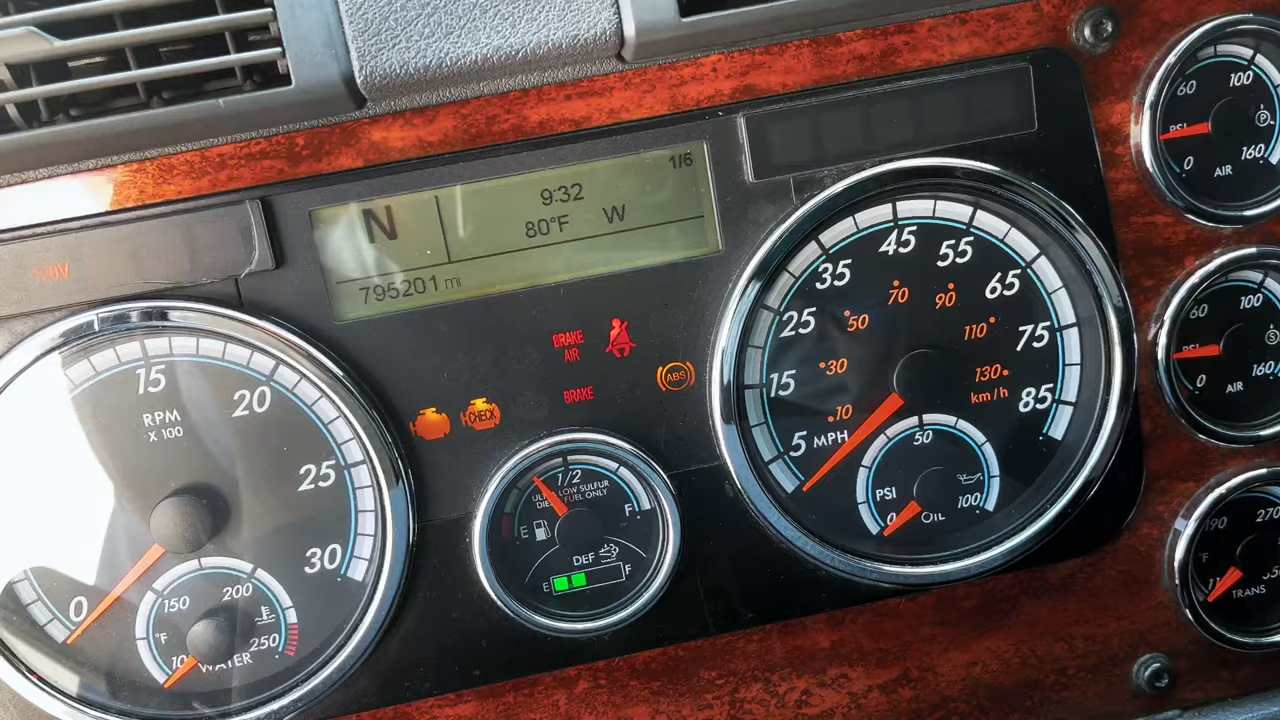 120V
N
9:32
1/6
80°F W
795201 mi
15
20
25
30
0
RPM
X 100
150
200
250
°F
10
WATER
BRAKE
AIR
BRAKE
ABS
CHECK
1/2
ULTRA LOW SULFUR
DIESEL FUEL ONLY
E
F
DEF
E
F
5
15
25
35
45
55
65
75
85
MPH
10
30
50
70
90
110
130
km/h
50
PSI
0
100
OIL
60
100
PSI
P
0
160
AIR
60
100
PSI
S
0
160
AIR
190
270
°F
TRANS